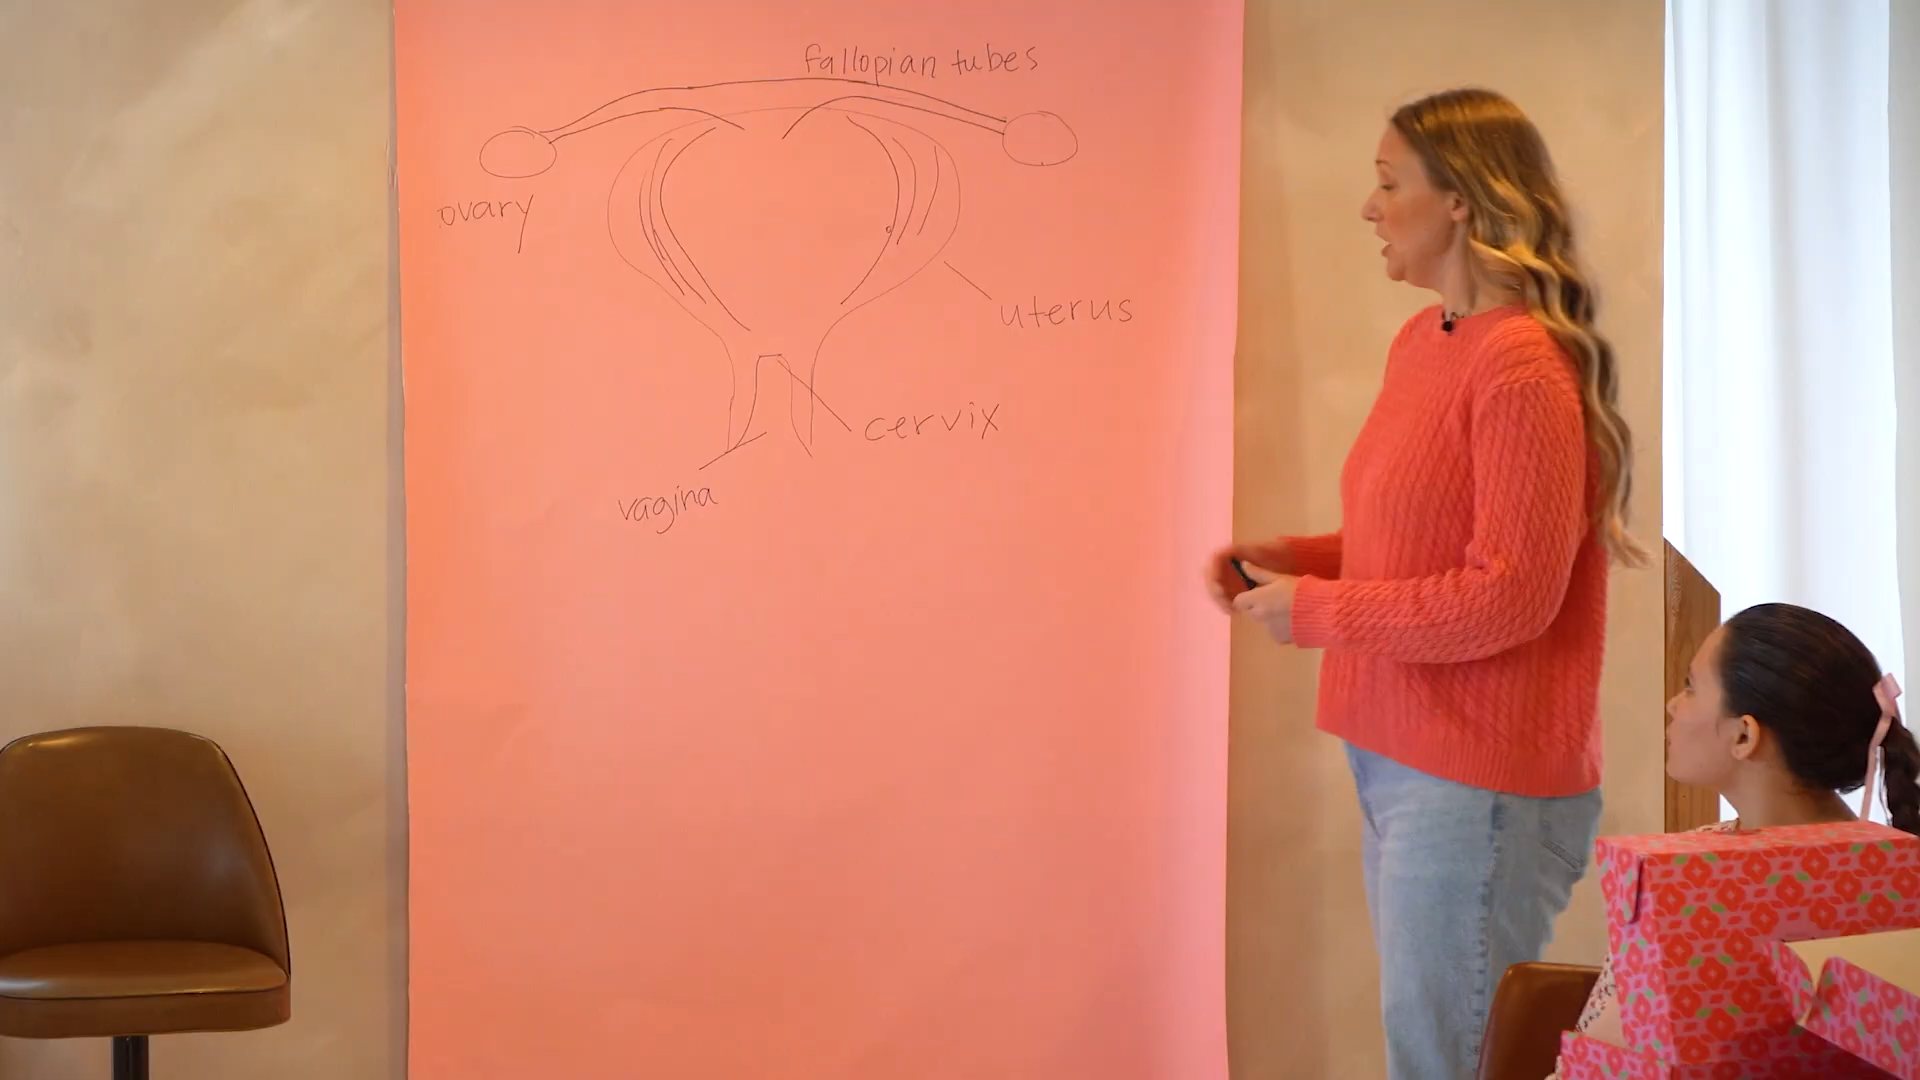 fallopian tubes
ovary
uterus
cervix
vagina